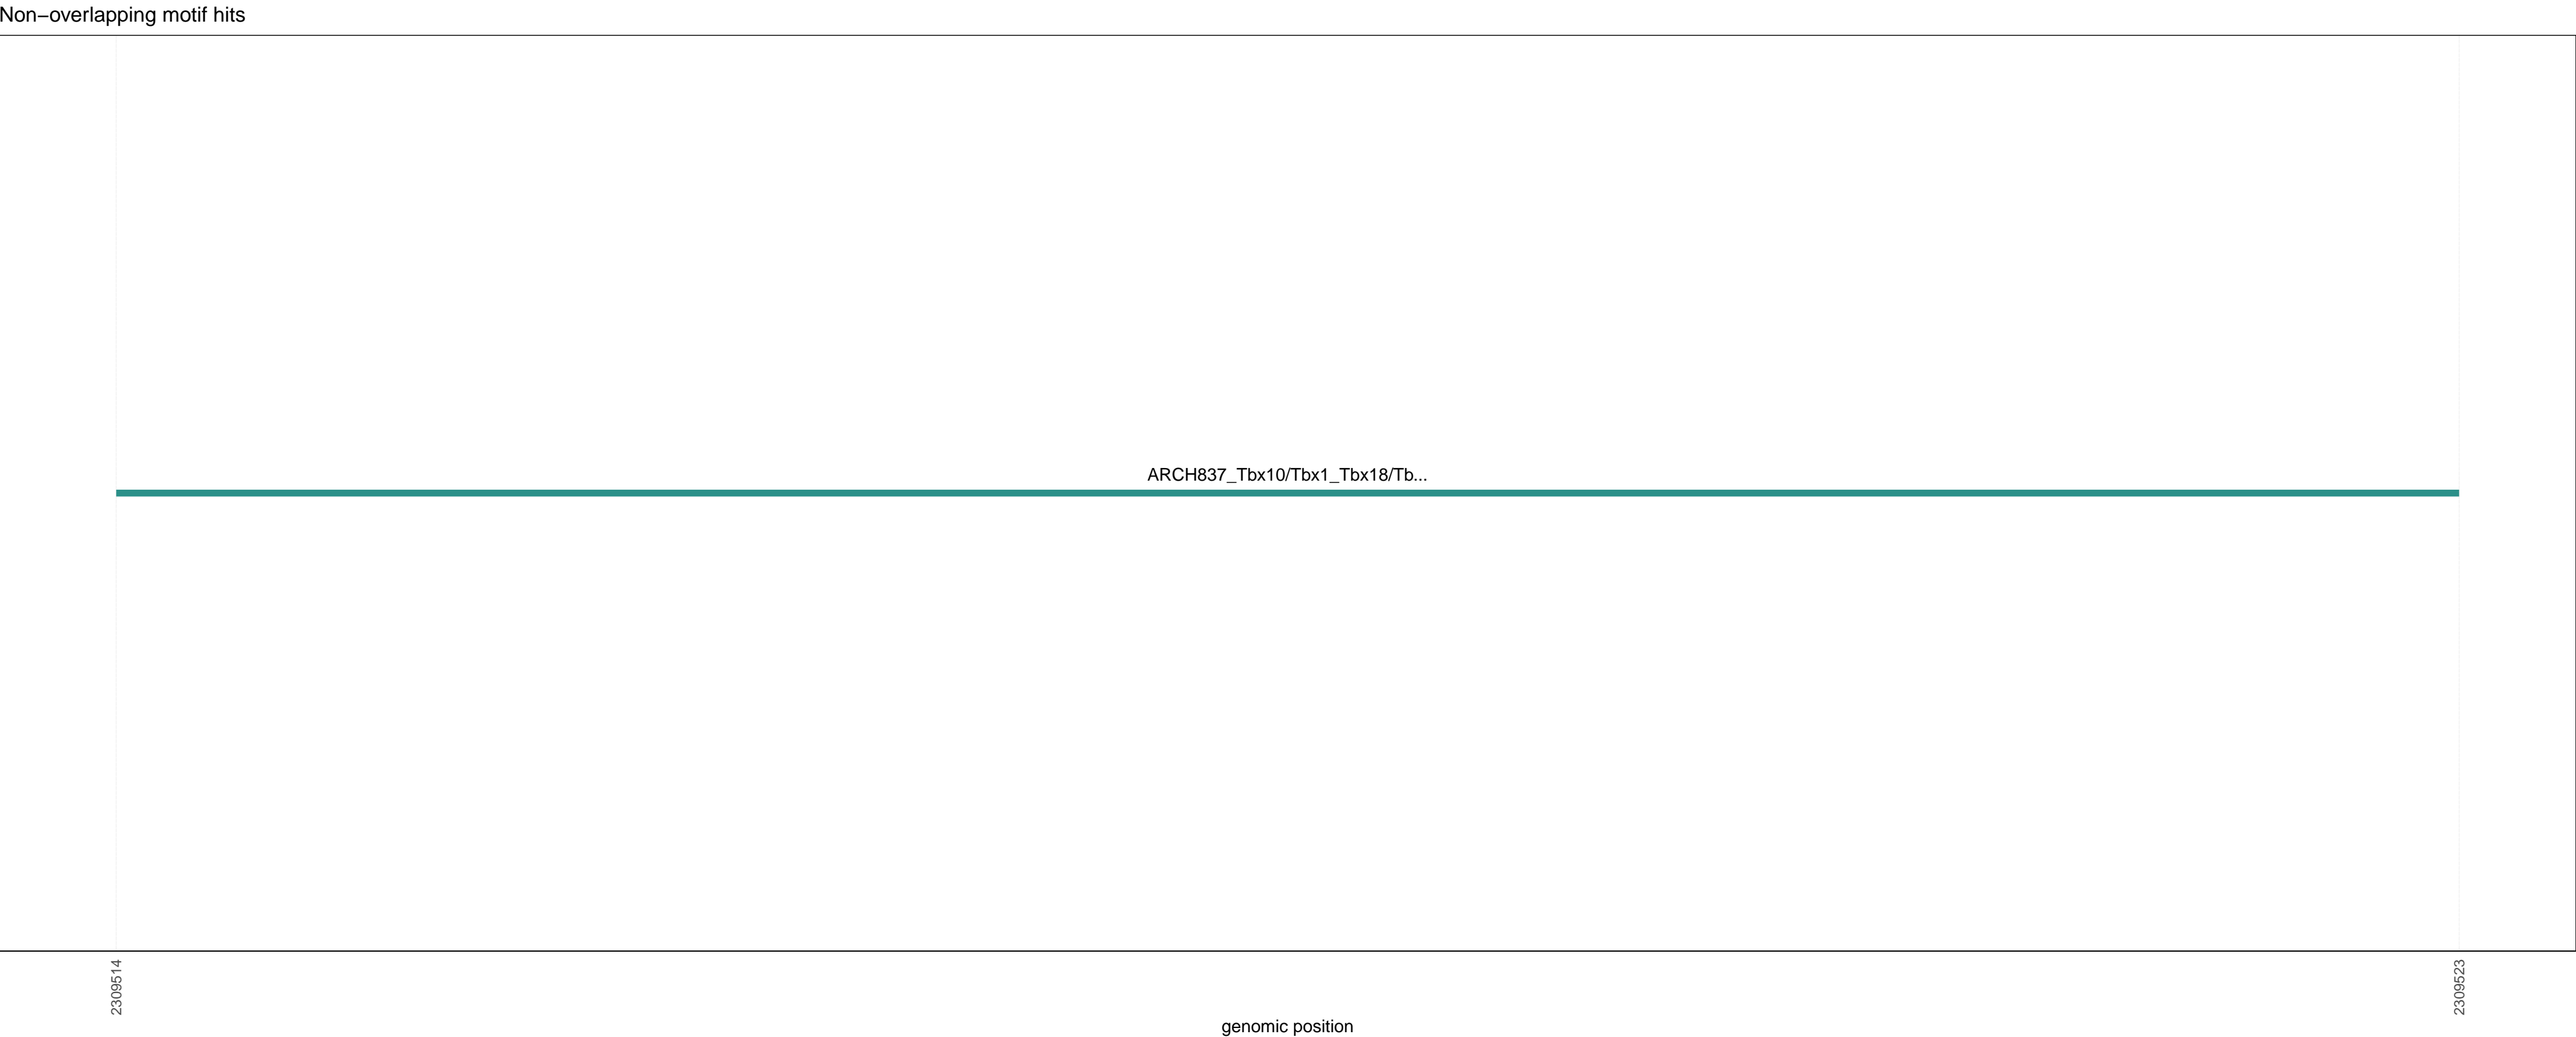 Non−overlapping motif hits
ARCH837_Tbx10/Tbx1_Tbx18/Tb...
2309514
2309523
genomic position